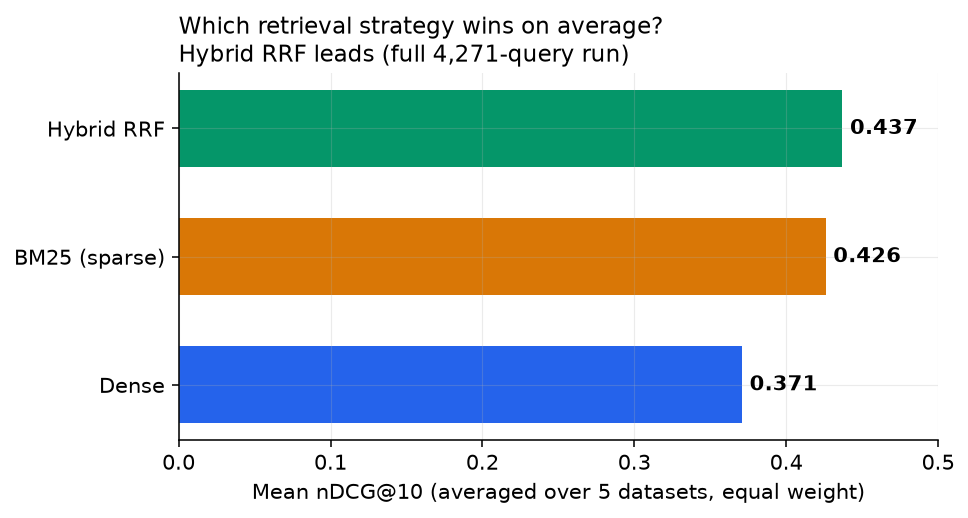 Which retrieval strategy wins on average?
Hybrid RRF leads (full 4,271-query run)
Hybrid RRF
0.437
BM25 (sparse)
0.426
Dense
0.371
0.0 0.1 0.2 0.3 0.4 0.5
Mean nDCG@10 (averaged over 5 datasets, equal weight)